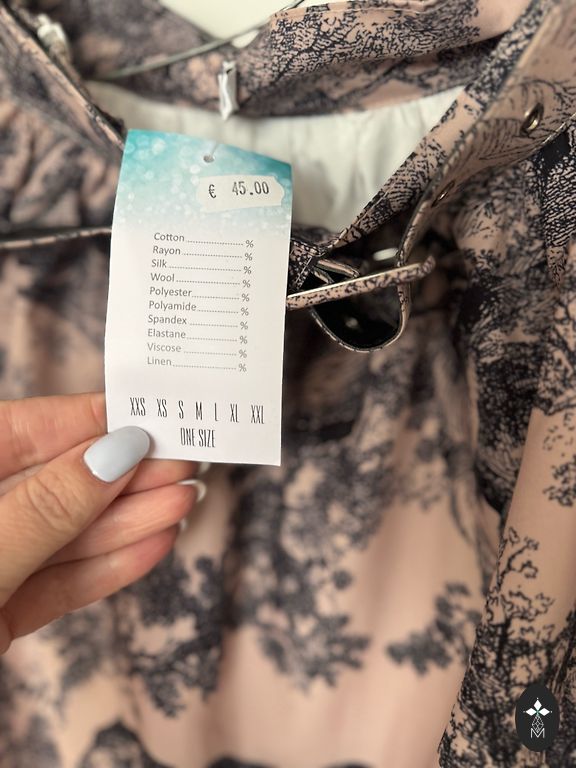 € 45.00
Cotton........................%
Rayon........................%
Silk..............................%
Wool............................%
Polyester....................%
Polyamide..................%
Spandex.....................%
Elastane......................%
Viscose.......................%
Linen..........................%
XXS XS S M L XL XXL
ONE SIZE
M